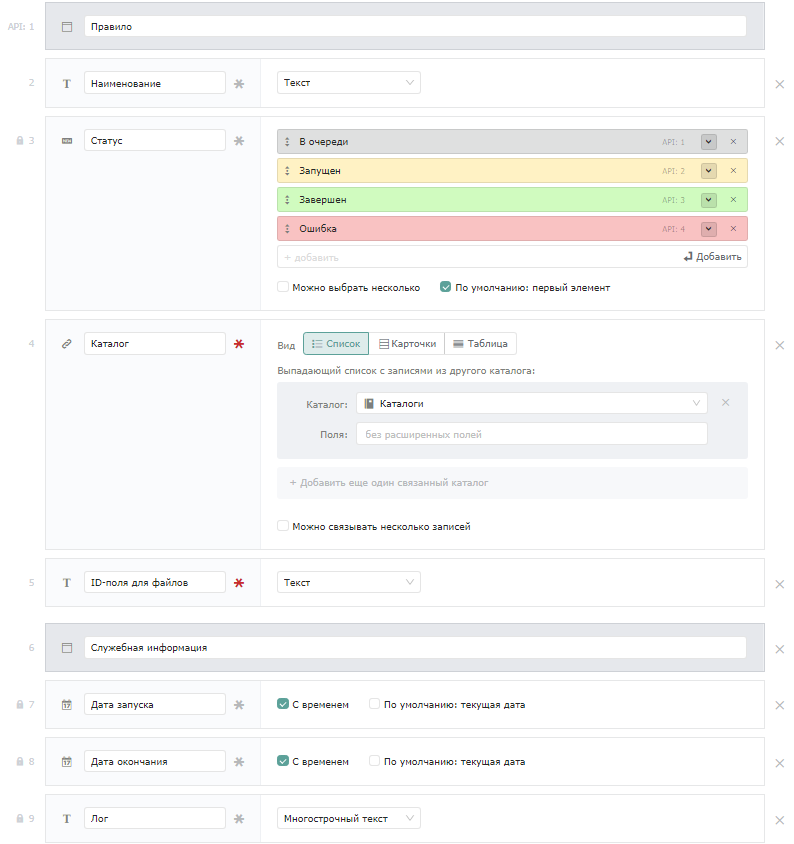 API: 1 Правило
2 T Наименование Текст
3 Статус В очереди API: 1
Запущен API: 2
Завершен API: 3
Ошибка API: 4
+ добавить Добавить
Можно выбрать несколько По умолчанию: первый элемент
4 Каталог Вид Список Карточки Таблица
Выпадающий список с записями из другого каталога:
Каталог: Каталоги
Поля: без расширенных полей
+ Добавить еще один связанный каталог
Можно связывать несколько записей
5 T ID-поля для файлов Текст
6 Служебная информация
7 17 Дата запуска С временем По умолчанию: текущая дата
8 17 Дата окончания С временем По умолчанию: текущая дата
9 T Лог Многострочный текст